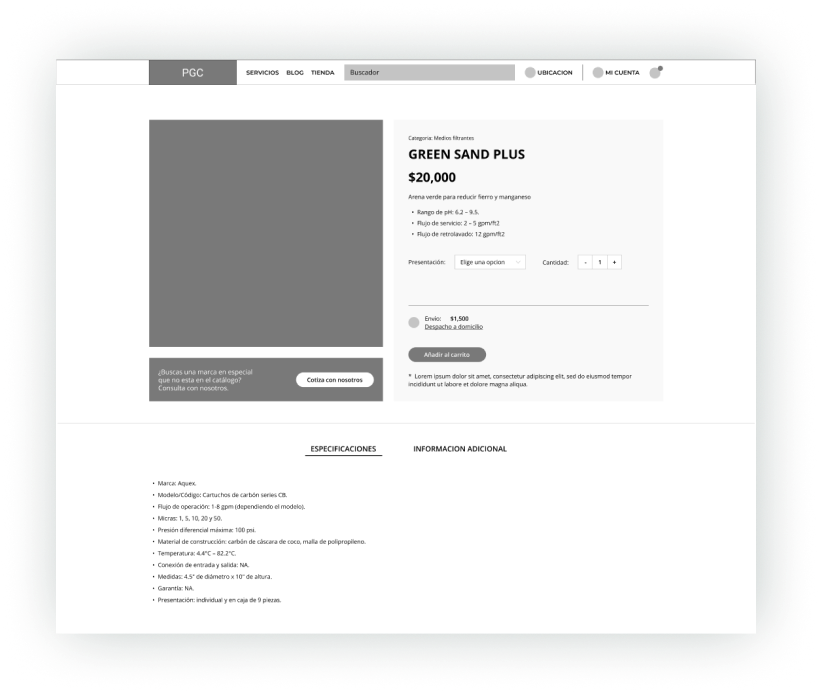 PGC
SERVICIOS BLOG TIENDA
Buscador
UBICACION
MI CUENTA
Categoria: Medios filtrantes
GREEN SAND PLUS
$20,000
Arena verde para reducir fierro y manganeso
• Rango de pH: 6.2 – 9.5.
• Flujo de servicio: 2 – 5 gpm/ft2
• Flujo de retrolavado: 12 gpm/ft2
Presentación: Elige una opcion Cantidad: - 1 +
Envío: $1,500
Despacho a domicilio
Añadir al carrito
* Lorem ipsum dolor sit amet, consectetur adipiscing elit, sed do eiusmod tempor
incididunt ut labore et dolore magna aliqua.
¿Buscas una marca en especial
que no esta en el catálogo?
Consulta con nosotros.
Cotiza con nosotros
ESPECIFICACIONES INFORMACION ADICIONAL
• Marca: Aquex.
• Modelo/Código: Cartuchos de carbón series CB.
• Flujo de operación: 1-8 gpm (dependiendo el modelo).
• Micras: 1, 5, 10, 20 y 50.
• Presión diferencial máxima: 100 psi.
• Material de construcción: carbón de cáscara de coco, malla de polipropileno.
• Temperatura: 4.4°C – 82.2°C.
• Conexión de entrada y salida: NA.
• Medidas: 4.5" de diámetro x 10" de altura.
• Garantía: NA.
• Presentación: individual y en caja de 9 piezas.